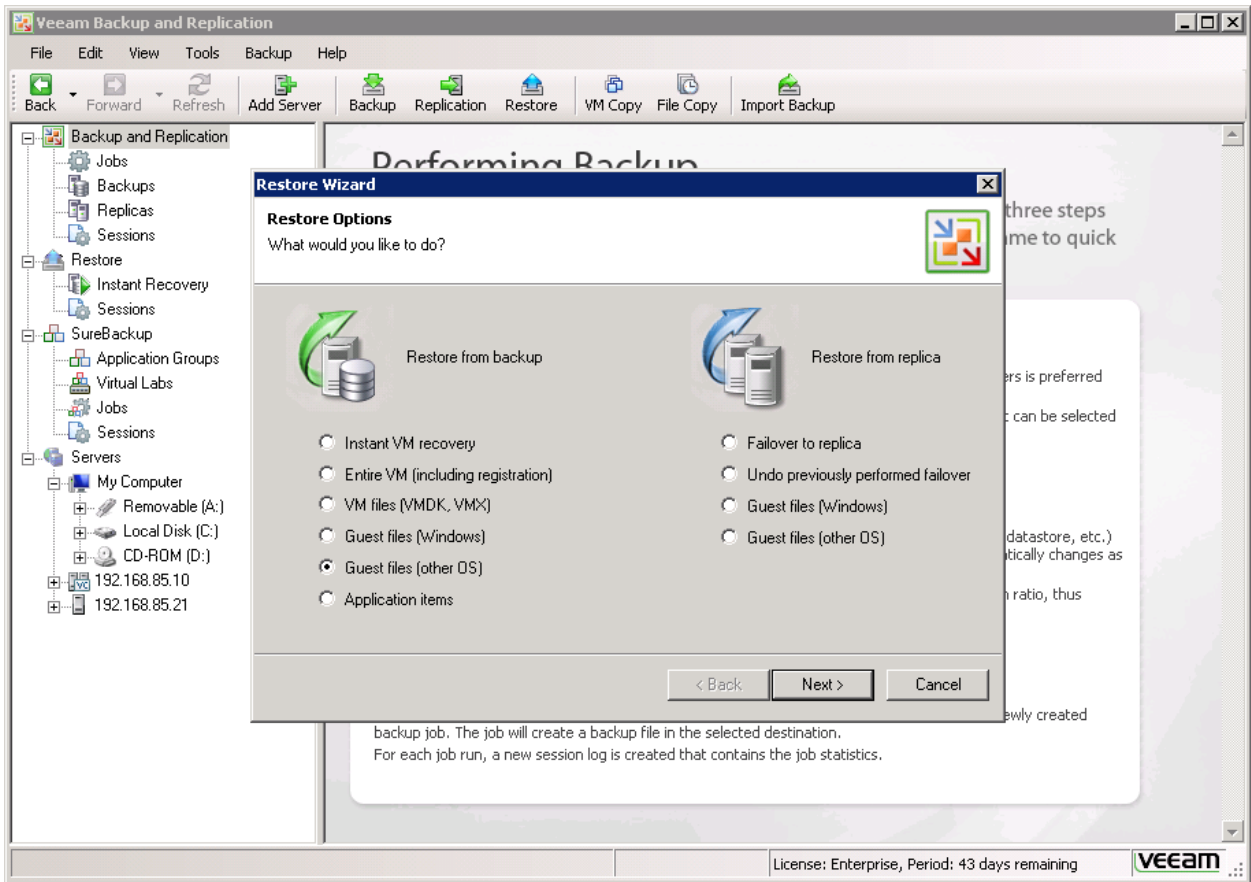 Veeam Backup and Replication
File Edit View Tools Backup Help
Back Forward Refresh Add Server Backup Replication Restore VM Copy File Copy Import Backup
Backup and Replication
Jobs
Backups
Replicas
Sessions
Restore
Instant Recovery
Sessions
SureBackup
Application Groups
Virtual Labs
Jobs
Sessions
Servers
My Computer
Removable (A:)
Local Disk (C:)
CD-ROM (D:)
192.168.85.10
192.168.85.21
Performing Backup
three steps
me to quick
Restore Wizard
Restore Options
What would you like to do?
Restore from backup
Instant VM recovery
Entire VM (including registration)
VM files (VMDK, VMX)
Guest files (Windows)
Guest files (other OS)
Application items
Restore from replica
Failover to replica
Undo previously performed failover
Guest files (Windows)
Guest files (other OS)
< Back Next > Cancel
is preferred
can be selected
datastore, etc.)
changes as
ratio, thus
created
backup job. The job will create a backup file in the selected destination.
For each job run, a new session log is created that contains the job statistics.
License: Enterprise, Period: 43 days remaining
veeam